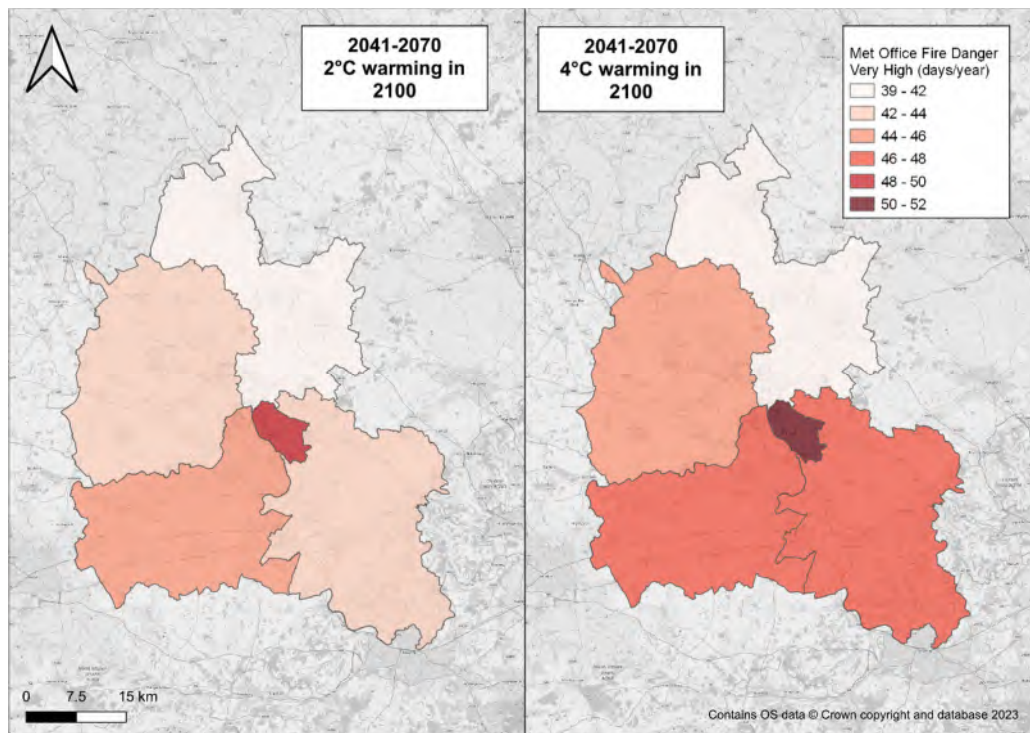 2041-2070
2°C warming in
2100
2041-2070
4°C warming in
2100
Met Office Fire Danger
Very High (days/year)
39 - 42
42 - 44
44 - 46
46 - 48
48 - 50
50 - 52
0 7.5 15 km
Contains OS data © Crown copyright and database 2023